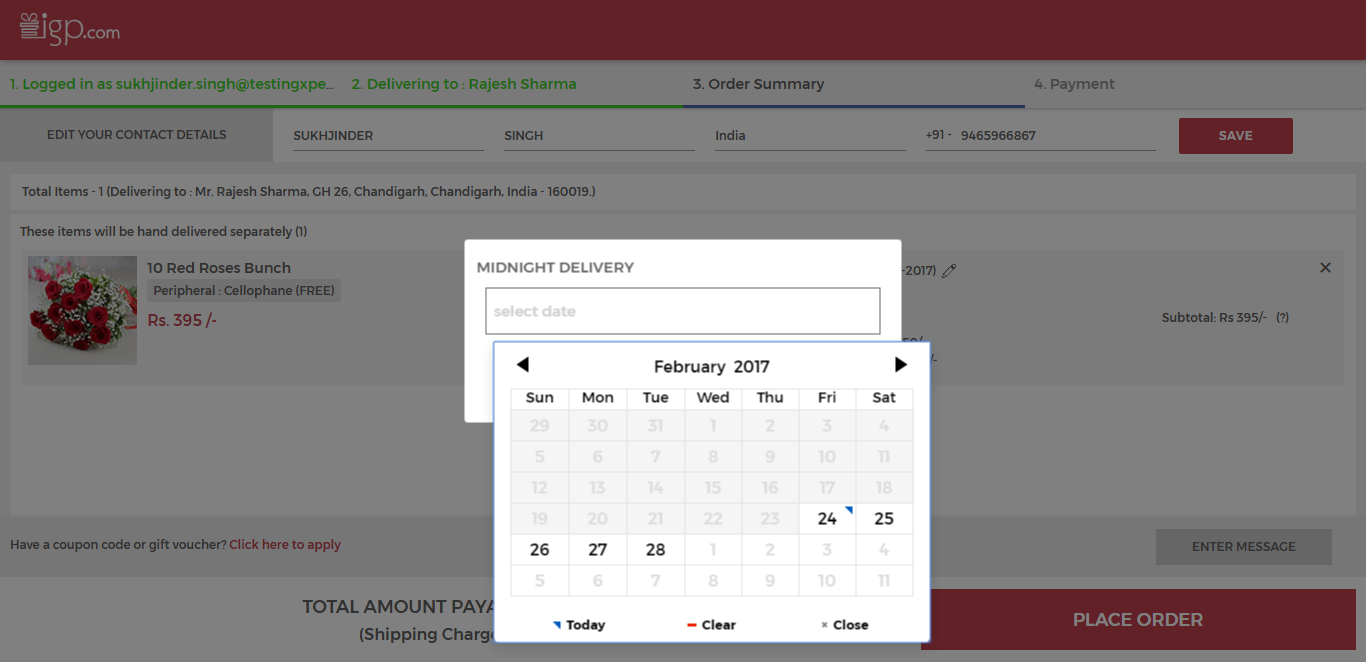 igp.com
1. Logged in as sukhjinder.singh@testingxpe... 2. Delivering to : Rajesh Sharma 3. Order Summary 4. Payment
EDIT YOUR CONTACT DETAILS SUKHJINDER SINGH India +91 - 9465966867 SAVE
Total Items - 1 (Delivering to : Mr. Rajesh Sharma, GH 26, Chandigarh, Chandigarh, India - 160019.)
These items will be hand delivered separately (1)
10 Red Roses Bunch
Peripheral : Cellophane (FREE)
Rs. 395 /-
-2017)
Subtotal: Rs 395/- (?)
MIDNIGHT DELIVERY
select date
February 2017
Sun Mon Tue Wed Thu Fri Sat
29 30 31 1 2 3 4
5 6 7 8 9 10 11
12 13 14 15 16 17 18
19 20 21 22 23 24 25
26 27 28 1 2 3 4
5 6 7 8 9 10 11
Today Clear Close
Have a coupon code or gift voucher? Click here to apply
ENTER MESSAGE
TOTAL AMOUNT PAYA
(Shipping Charge
PLACE ORDER